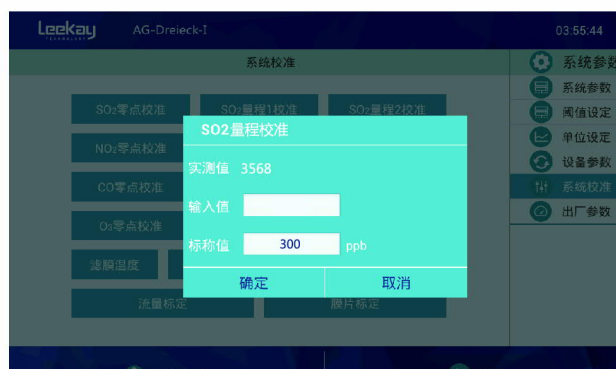 Leekay
TECHNOLOGY
AG-Dreieck-I
03:55:44
系统校准
系统参数
SO₂零点校准
SO₂量程1校准
SO₂量程2校准
NO₂零点校准
CO零点校准
O₃零点校准
滤膜温度
流量标定
膜片标定
SO2量程校准
实测值 3568
输入值
标称值 300 ppb
确定 取消
系统参数
阈值设定
单位设定
设备参数
系统校准
出厂参数